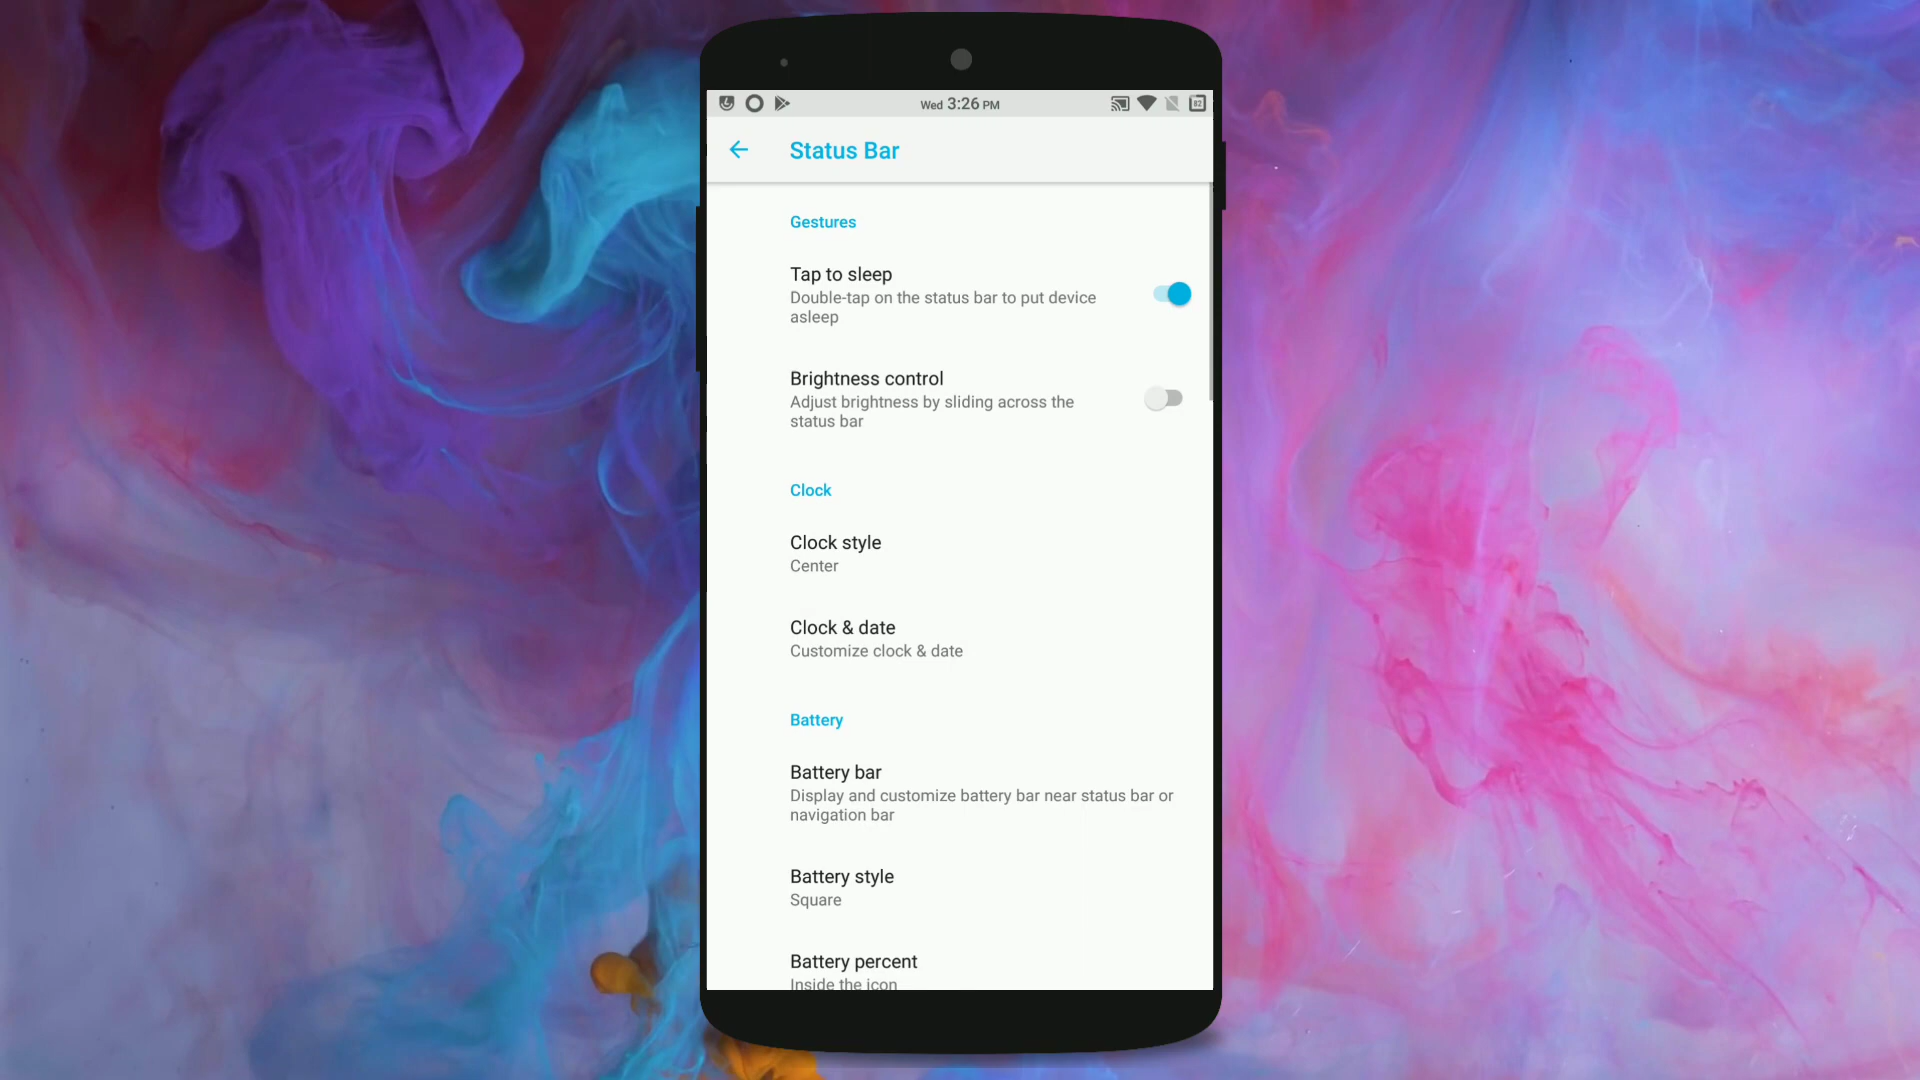 Wed 3:26 PM
82
Status Bar
Gestures
Tap to sleep
Double-tap on the status bar to put device
asleep
Brightness control
Adjust brightness by sliding across the
status bar
Clock
Clock style
Center
Clock & date
Customize clock & date
Battery
Battery bar
Display and customize battery bar near status bar or
navigation bar
Battery style
Square
Battery percent
Inside the icon